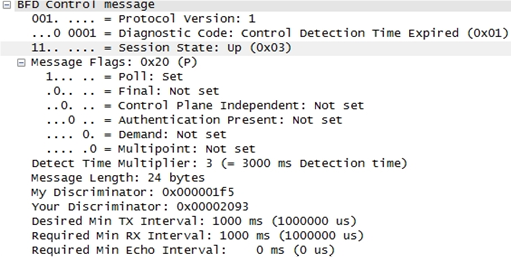 BFD Control message
001. .... = Protocol Version: 1
...0 0001 = Diagnostic Code: Control Detection Time Expired (0x01)
11.. .... = Session State: Up (0x03)
Message Flags: 0x20 (P)
1... .. = Poll: Set
.0.. .. = Final: Not set
..0. .. = Control Plane Independent: Not set
...0 .. = Authentication Present: Not set
.... 0. = Demand: Not set
.... .0 = Multipoint: Not set
Detect Time Multiplier: 3 (= 3000 ms Detection time)
Message Length: 24 bytes
My Discriminator: 0x000001f5
Your Discriminator: 0x00002093
Desired Min TX Interval: 1000 ms (1000000 us)
Required Min RX Interval: 1000 ms (1000000 us)
Required Min Echo Interval:    0 ms (0 us)